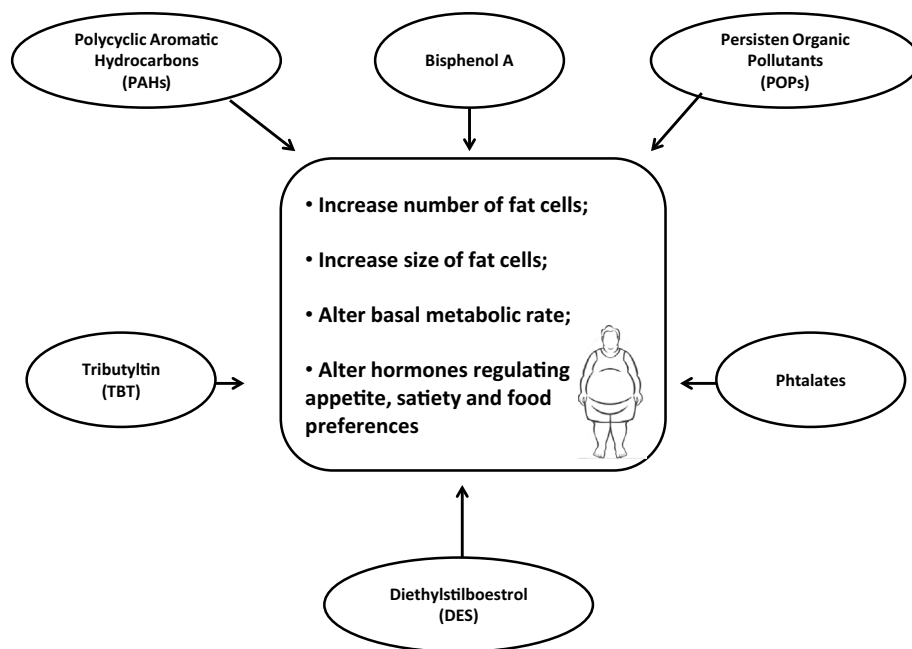 Polycyclic Aromatic
Hydrocarbons
(PAHs)
Bisphenol A
Persisten Organic
Pollutants
(POPs)
• Increase number of fat cells;
• Increase size of fat cells;
• Alter basal metabolic rate;
• Alter hormones regulating
appetite, satiety and food
preferences
Tributyltin
(TBT)
Phtalates
Diethylstilboestrol
(DES)